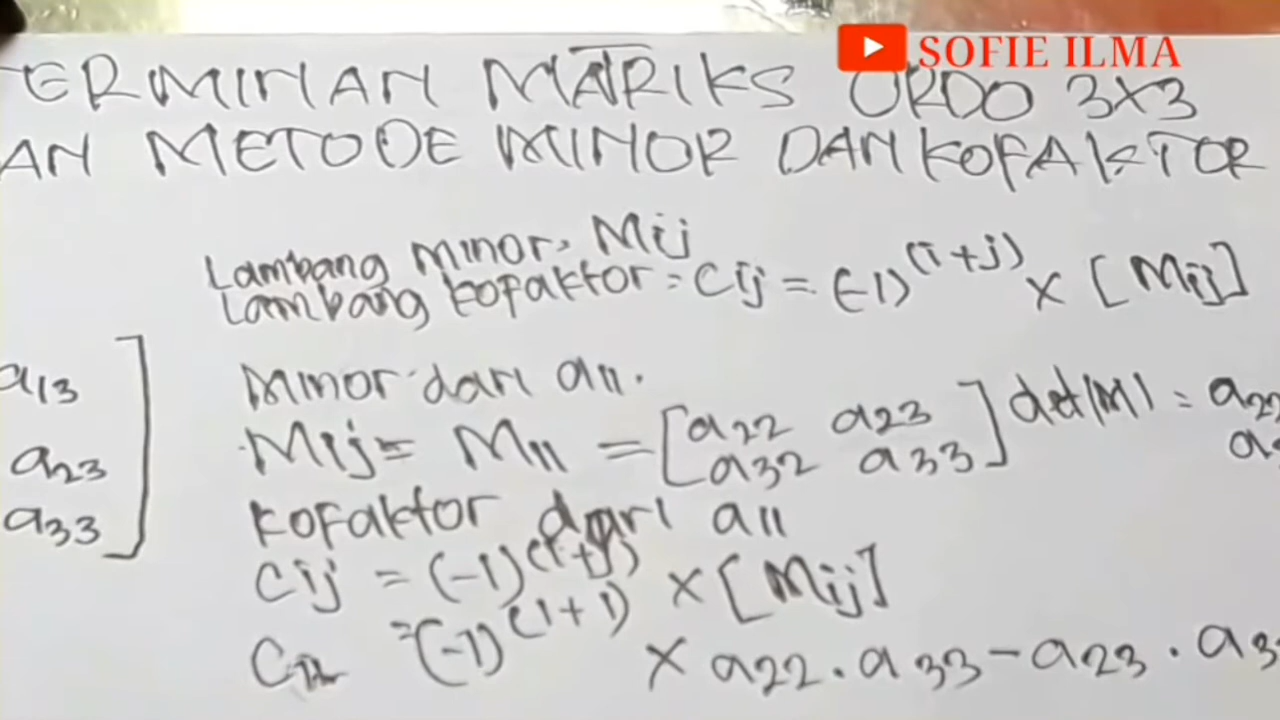 SOFIE ILMA
ERMINAN MATRIKS ORDO 3x3
AN METODE MINOR DAN KOFAKTOR
Lambang Minor, Mij
Lambang kofaktor = Cij = (-1)^(i+j) x [Mij]
a13
a23
a33
Minor dari a11.
Mij = M11 = [a22 a23
a32 a33] det|M| = a22
kofaktor dari a11
Cij = (-1)^(i+j) x [Mij]
= (-1)^(1+1) x a22 . a33 - a23 . a3